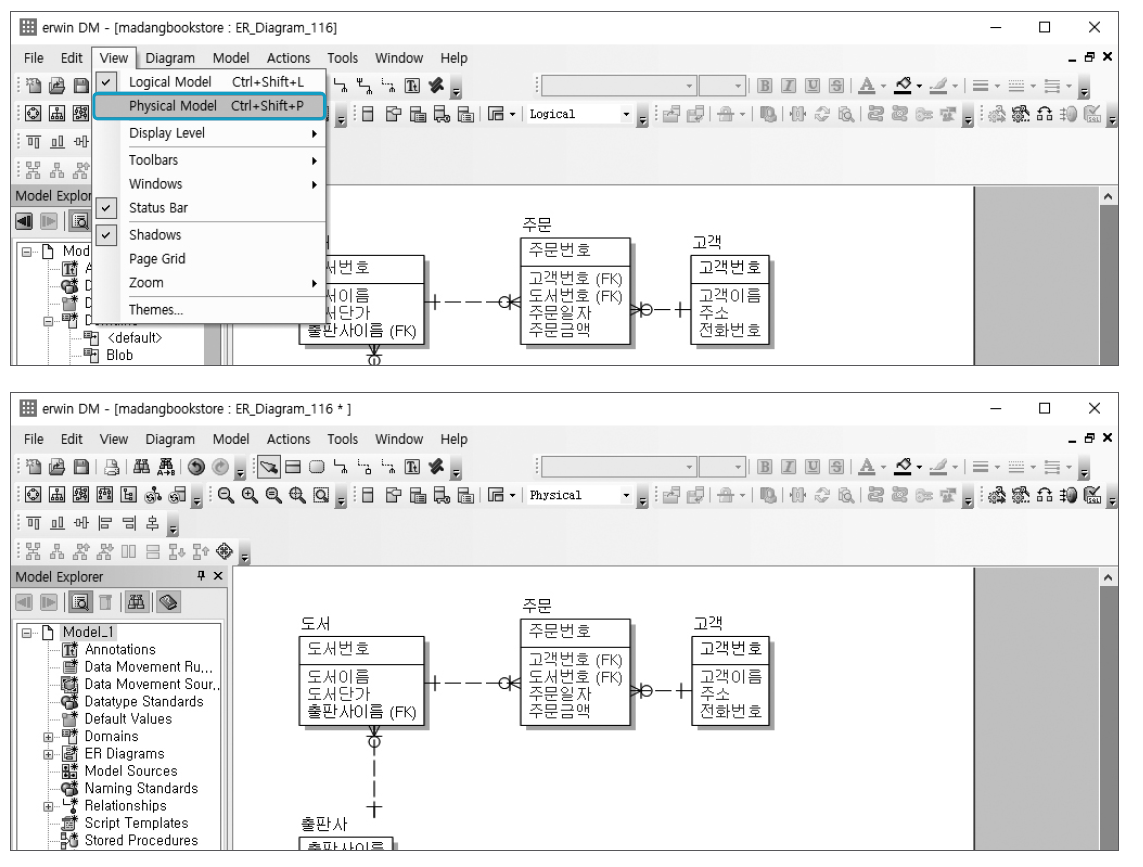 erwin DM - [madangbookstore : ER_Diagram_116]
File Edit View Diagram Model Actions Tools Window Help
Logical Model Ctrl+Shift+L
Physical Model Ctrl+Shift+P
Logical
Display Level
Toolbars
Windows
Status Bar
Shadows
Page Grid
Zoom
Themes...
Model Explor
Mod
<default>
Blob
서번호
서이름
서단가
출판사이름 (FK)
주문
주문번호
고객번호 (FK)
도서번호 (FK)
주문일자
주문금액
고객
고객번호
고객이름
주소
전화번호
erwin DM - [madangbookstore : ER_Diagram_116 * ]
File Edit View Diagram Model Actions Tools Window Help
Physical
Model Explorer
Model_1
Annotations
Data Movement Ru...
Data Movement Sour..
Datatype Standards
Default Values
Domains
ER Diagrams
Model Sources
Naming Standards
Relationships
Script Templates
Stored Procedures
도서
도서번호
도서이름
도서단가
출판사이름 (FK)
주문
주문번호
고객번호 (FK)
도서번호 (FK)
주문일자
주문금액
고객
고객번호
고객이름
주소
전화번호
출판사
출판사이름